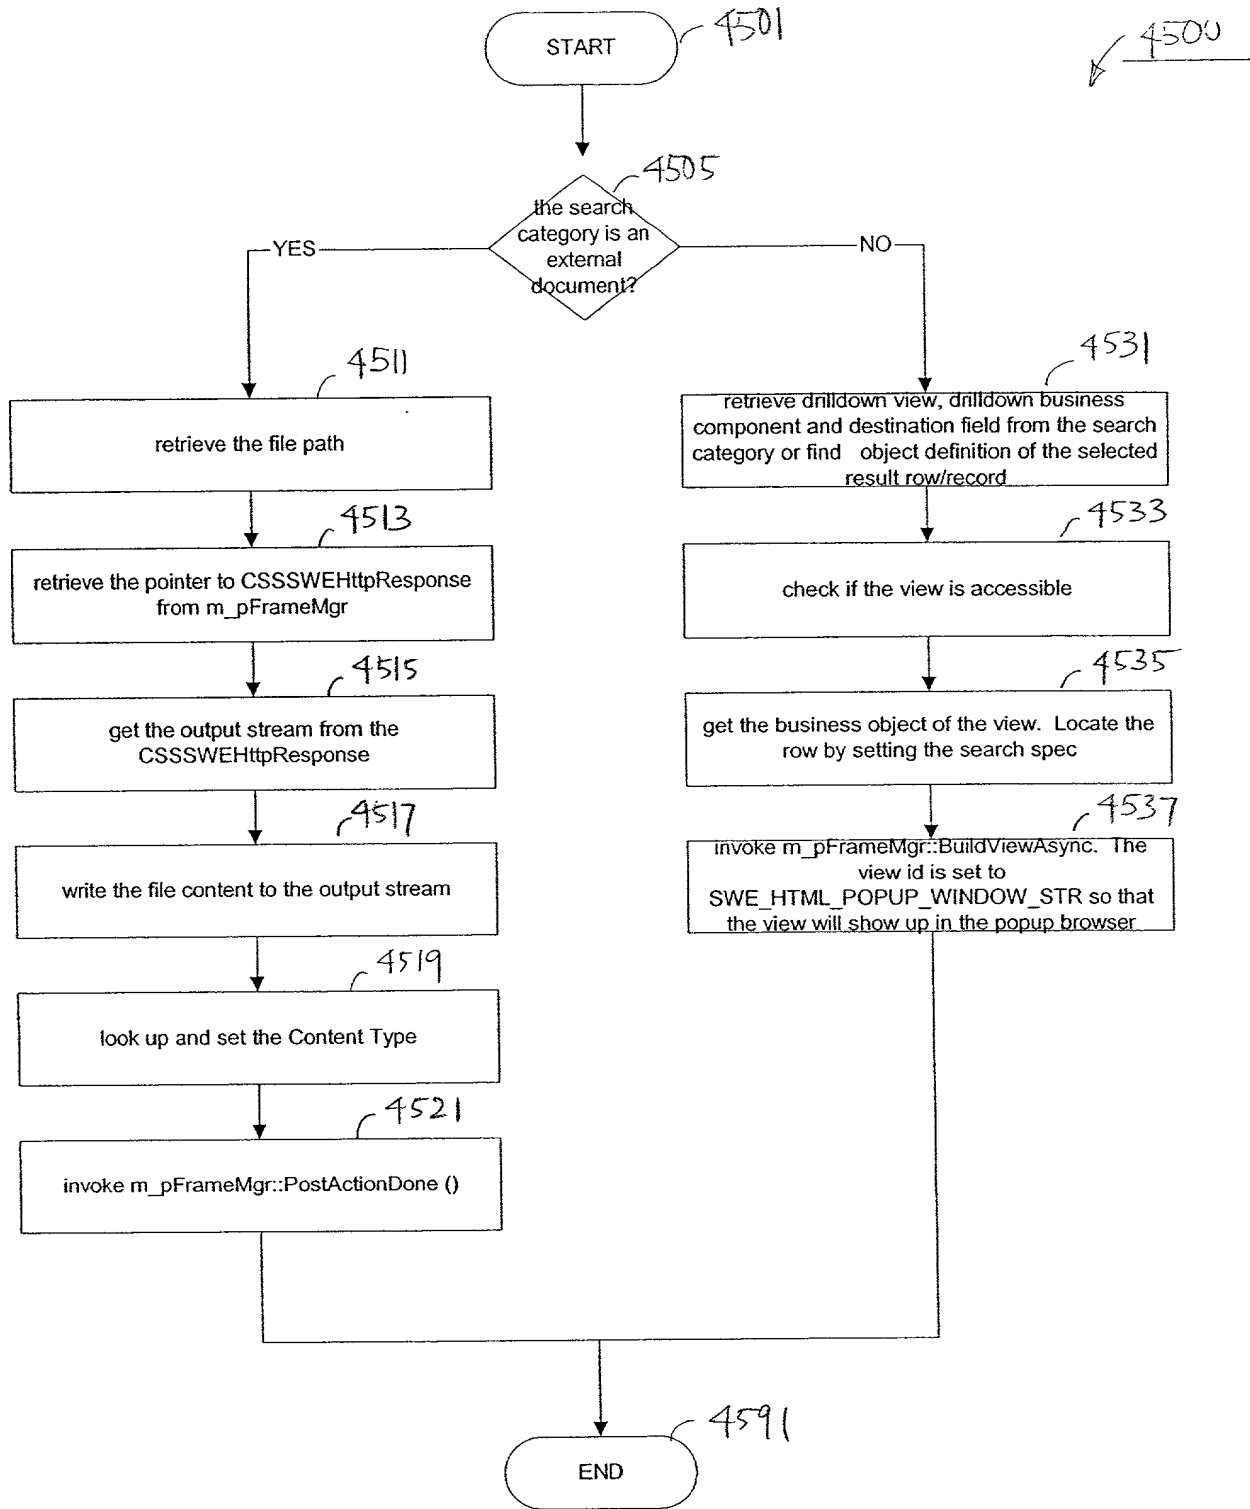 START
4501
4500
4505
the search
category is an
external
document?
YES
NO
4511
retrieve the file path
4513
retrieve the pointer to CSSSWEHttpResponse
from m_pFrameMgr
4515
get the output stream from the
CSSSWEHttpResponse
4517
write the file content to the output stream
4519
look up and set the Content Type
4521
invoke m_pFrameMgr::PostActionDone ()
4531
retrieve drilldown view, drilldown business
component and destination field from the search
category or find object definition of the selected
result row/record
4533
check if the view is accessible
4535
get the business object of the view. Locate the
row by setting the search spec
4537
invoke m_pFrameMgr::BuildViewAsync. The
view id is set to
SWE_HTML_POPUP_WINDOW_STR so that
the view will show up in the popup browser
4591
END